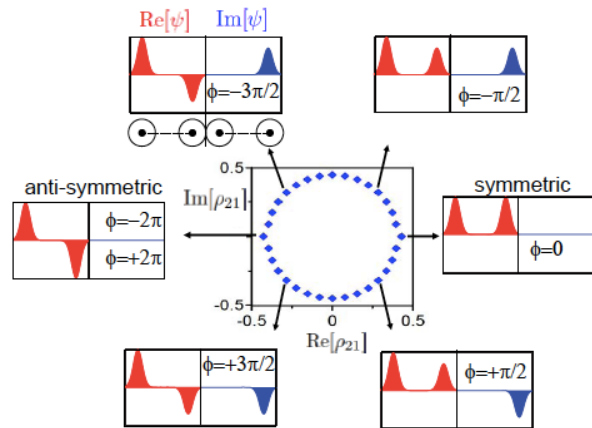 Re[ψ] Im[ψ]
ϕ=−3π/2
ϕ=−π/2
anti-symmetric
ϕ=−2π
ϕ=+2π
symmetric
ϕ=0
0.5
Im[ρ₂₁]
-0.5
-0.5 0 0.5
Re[ρ₂₁]
ϕ=+3π/2
ϕ=+π/2